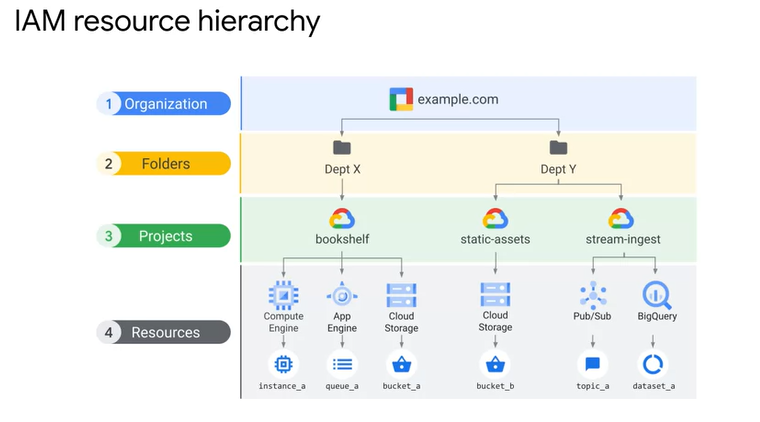 IAM resource hierarchy
1 Organization
example.com
2 Folders
Dept X
Dept Y
3 Projects
bookshelf
static-assets
stream-ingest
4 Resources
Compute
Engine
App
Engine
Cloud
Storage
Cloud
Storage
Pub/Sub
BigQuery
instance_a
queue_a
bucket_a
bucket_b
topic_a
dataset_a